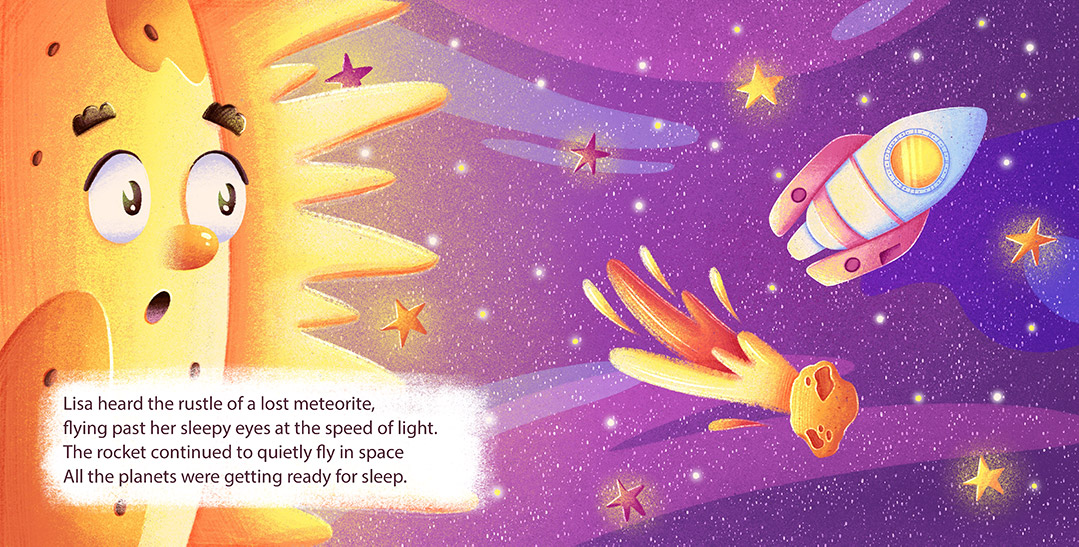 Lisa heard the rustle of a lost meteorite,
flying past her sleepy eyes at the speed of light.
The rocket continued to quietly fly in space
All the planets were getting ready for sleep.